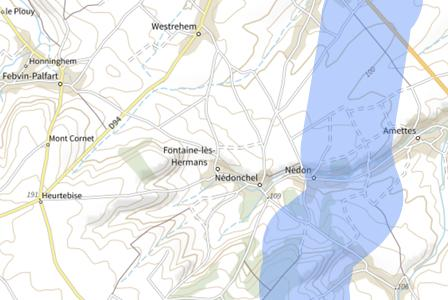 le Plouy
Westrehem
Honninghem
Febvin-Palfart
100
D94
Amettes
Mont Cornet
Fontaine-lès-
Hermans
Nédon
Nédonchel
191
Heurtebise
109
106